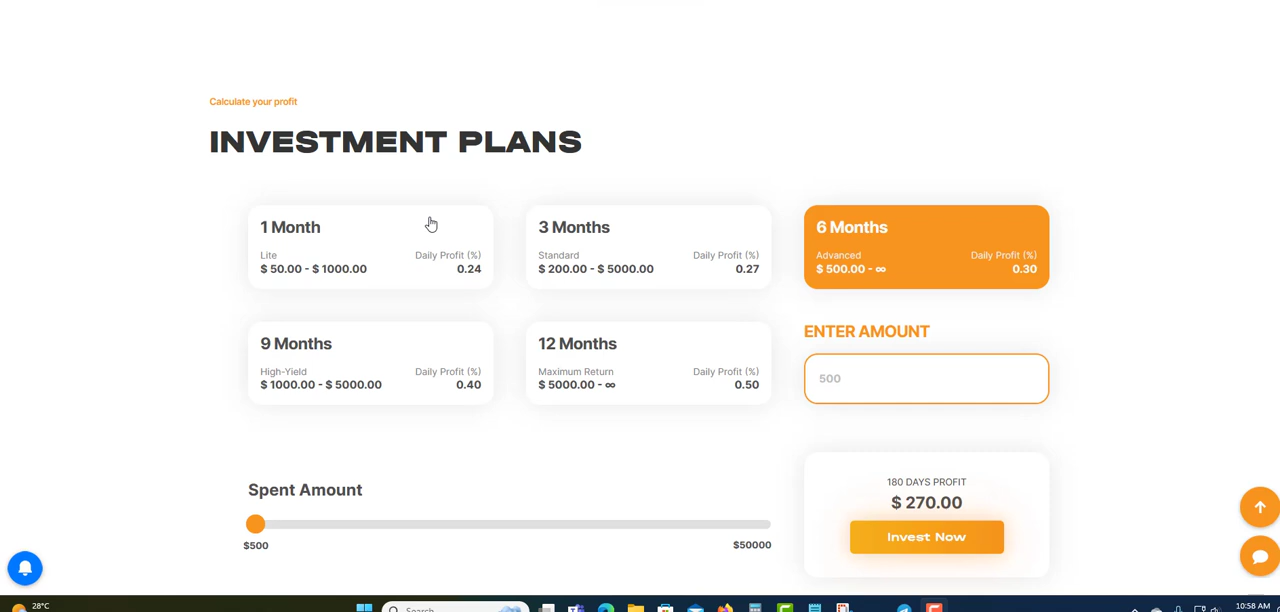 Calculate your profit
INVESTMENT PLANS
1 Month
Lite Daily Profit (%)
$ 50.00 - $ 1000.00 0.24
3 Months
Standard Daily Profit (%)
$ 200.00 - $ 5000.00 0.27
6 Months
Advanced Daily Profit (%)
$ 500.00 - ∞ 0.30
9 Months
High-Yield Daily Profit (%)
$ 1000.00 - $ 5000.00 0.40
12 Months
Maximum Return Daily Profit (%)
$ 5000.00 - ∞ 0.50
ENTER AMOUNT
500
Spent Amount
$500 $50000
180 DAYS PROFIT
$ 270.00
Invest Now
28°C
Search
10:58 AM